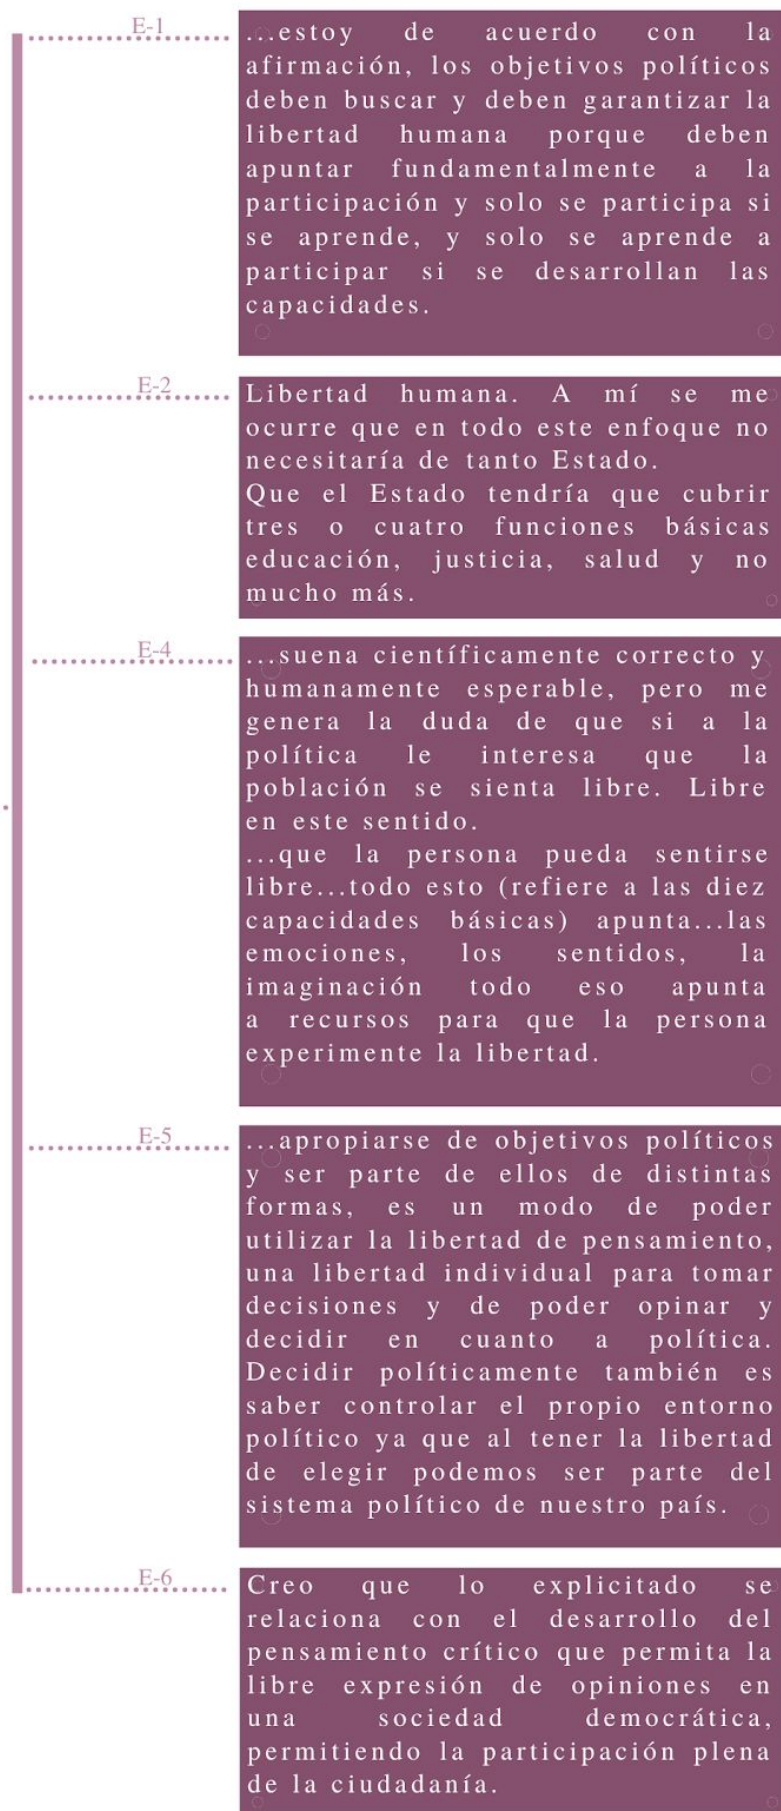 E-1
...estoy de acuerdo con la
afirmación, los objetivos políticos
deben buscar y deben garantizar la
libertad humana porque deben
apuntar fundamentalmente a la
participación y solo se participa si
se aprende, y solo se aprende a
participar si se desarrollan las
capacidades.
E-2
Libertad humana. A mí se me
ocurre que en todo este enfoque no
necesitaría de tanto Estado.
Que el Estado tendría que cubrir
tres o cuatro funciones básicas
educación, justicia, salud y no
mucho más.
E-4
...suena científicamente correcto y
humanamente esperable, pero me
genera la duda de que si a la
política le interesa que la
población se sienta libre. Libre
en este sentido.
...que la persona pueda sentirse
libre...todo esto (refiere a las diez
capacidades básicas) apunta...las
emociones, los sentidos, la
imaginación todo eso apunta
a recursos para que la persona
experimente la libertad.
E-5
...apropiarse de objetivos políticos
y ser parte de ellos de distintas
formas, es un modo de poder
utilizar la libertad de pensamiento,
una libertad individual para tomar
decisiones y de poder opinar y
decidir en cuanto a política.
Decidir políticamente también es
saber controlar el propio entorno
político ya que al tener la libertad
de elegir podemos ser parte del
sistema político de nuestro país.
E-6
Creo que lo explicitado se
relaciona con el desarrollo del
pensamiento crítico que permita la
libre expresión de opiniones en
una sociedad democrática,
permitiendo la participación plena
de la ciudadanía.